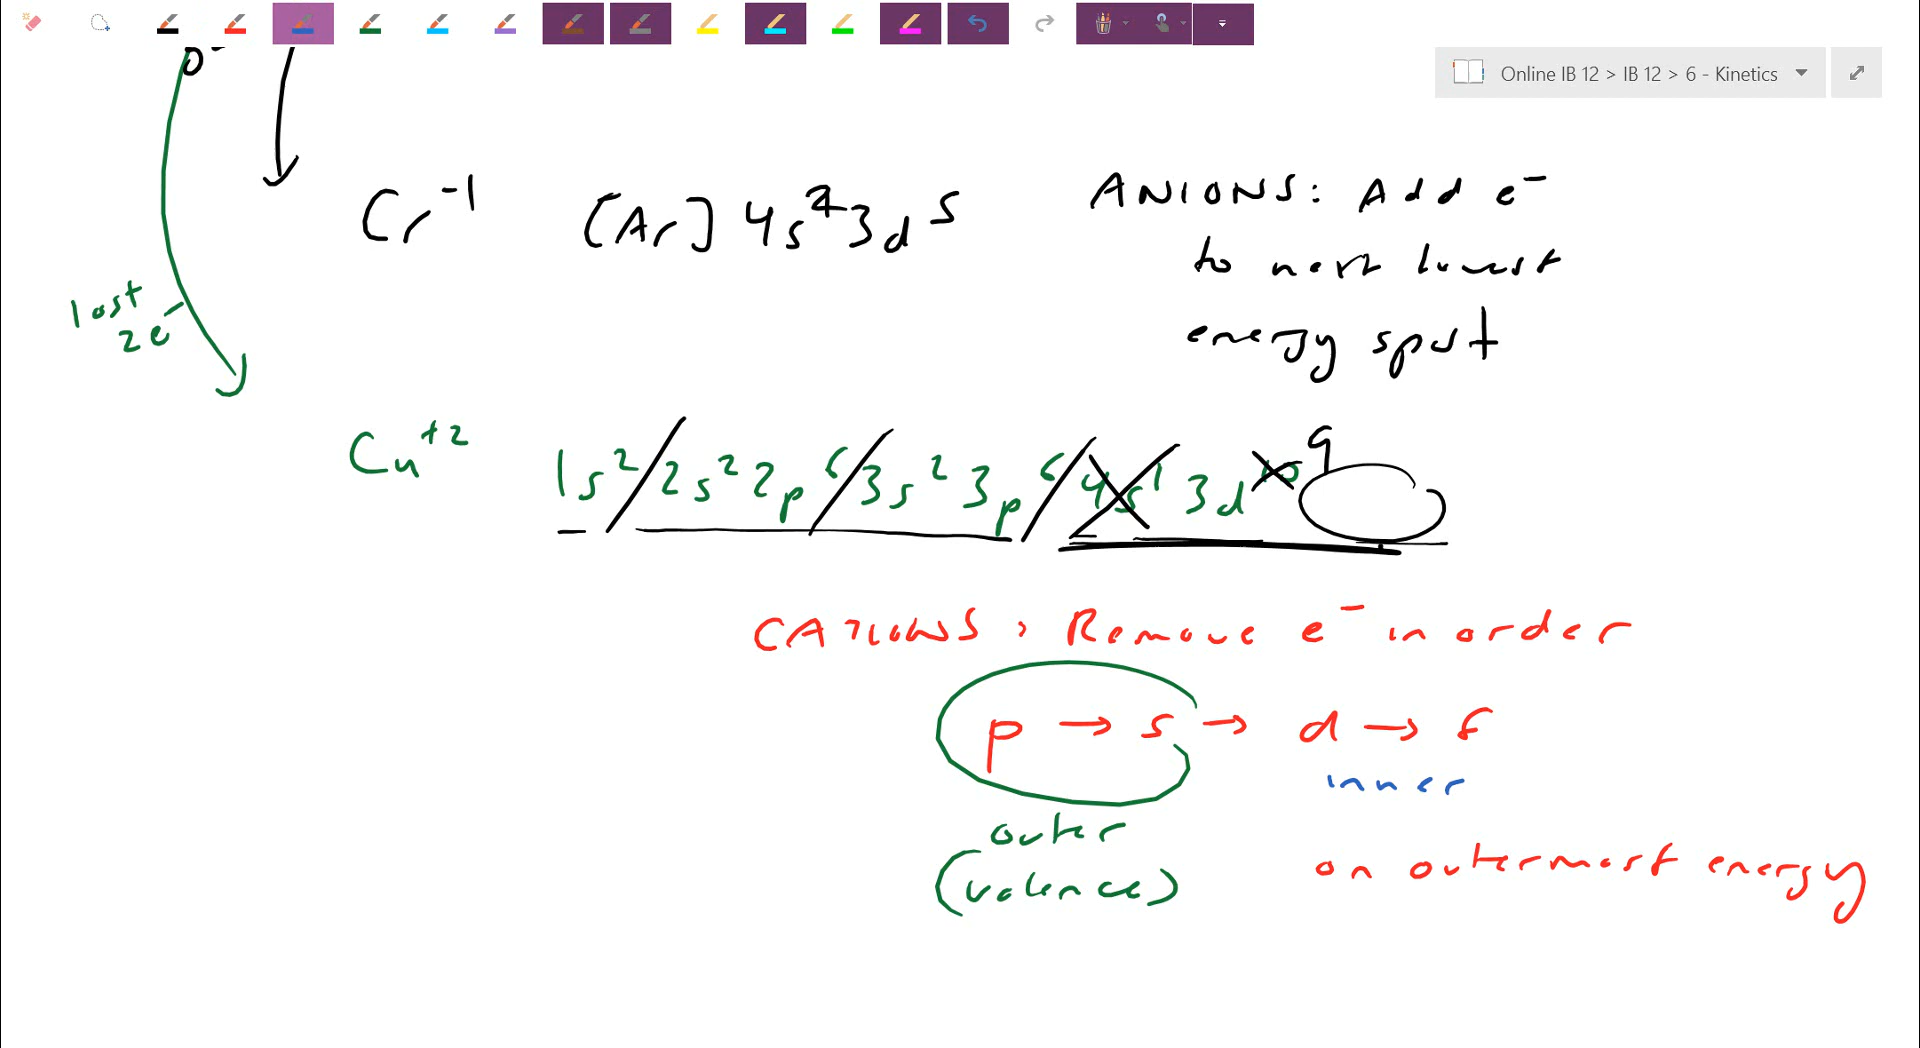 Online IB 12 > IB 12 > 6 - Kinetics
Cr⁻¹ [Ar] 4s² 3d⁵
ANIONS: Add e⁻
to next lowest
energy spot
lost
2e⁻
Cu⁺² 1s² / 2s² 2p⁶ / 3s² 3p⁶ / 4s¹ 3d¹⁰ 9
CATIONS: Remove e⁻ in order
p → s → d → f
inner
outer
(valence)
on outermost energy